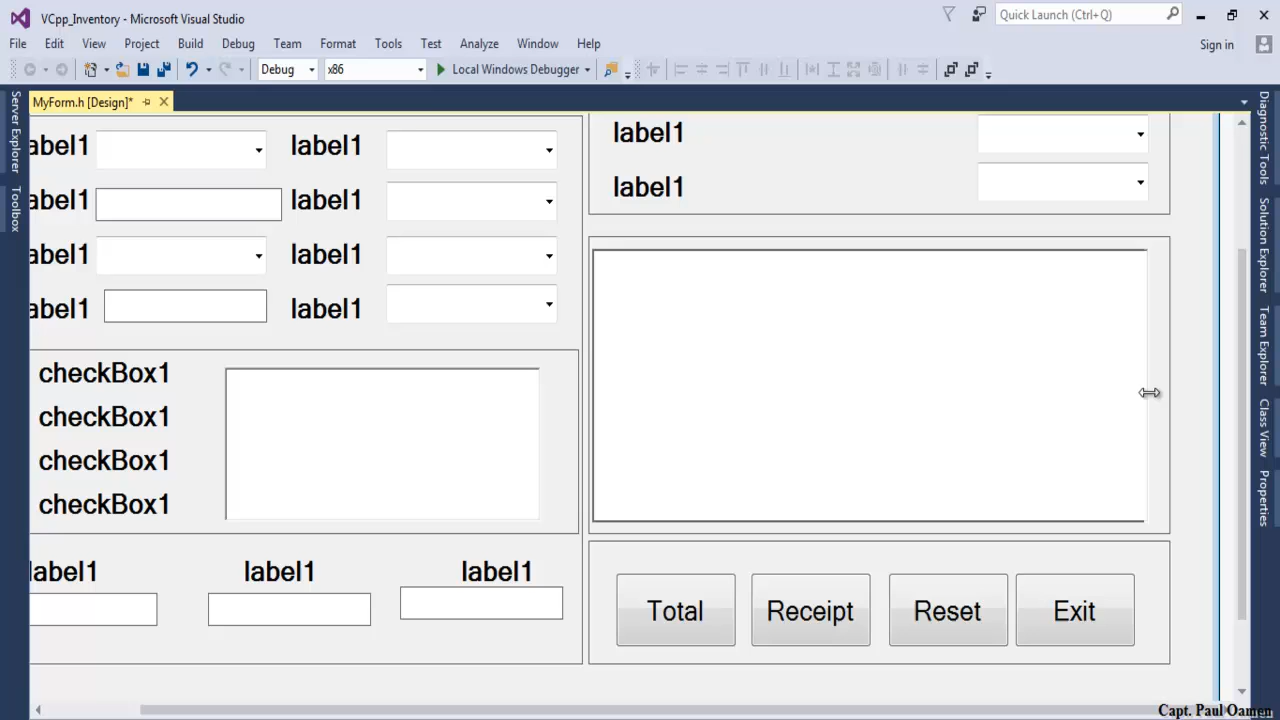 VCpp_Inventory - Microsoft Visual Studio
Quick Launch (Ctrl+Q)
File Edit View Project Build Debug Team Format Tools Test Analyze Window Help
Sign in
Debug x86 Local Windows Debugger
MyForm.h [Design]*
Server Explorer
Toolbox
abel1 label1
abel1 label1
abel1 label1
abel1 label1
checkBox1
checkBox1
checkBox1
checkBox1
label1 label1 label1
label1
label1
Total Receipt Reset Exit
Diagnostic Tools
Solution Explorer
Team Explorer
Class View
Properties
Capt. Paul Oamen